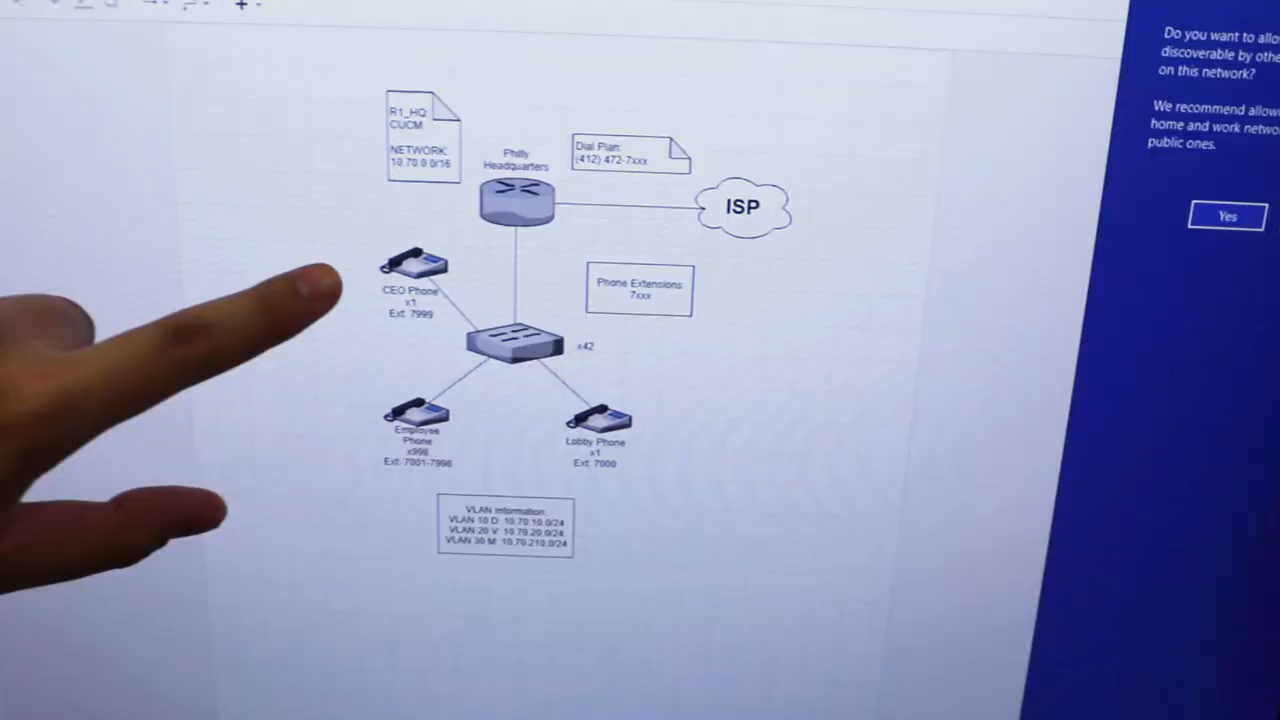 R1_HQ:
CUCM
NETWORK:
10.70.0.0/16
Philly
Headquarters
Dial Plan:
(412) 472-7xxx
ISP
CEO Phone
x1
Ext: 7999
Phone Extensions:
7xxx
x42
Employee
Phone
x998
Ext: 7001-7998
Lobby Phone
x1
Ext: 7000
VLAN Information:
VLAN 10 D: 10.70.10.0/24
VLAN 20 V: 10.70.20.0/24
VLAN 30 M: 10.70.210.0/24
Do you want to allo
discoverable by othe
on this network?
We recommend allow
home and work netwo
public ones.
Yes